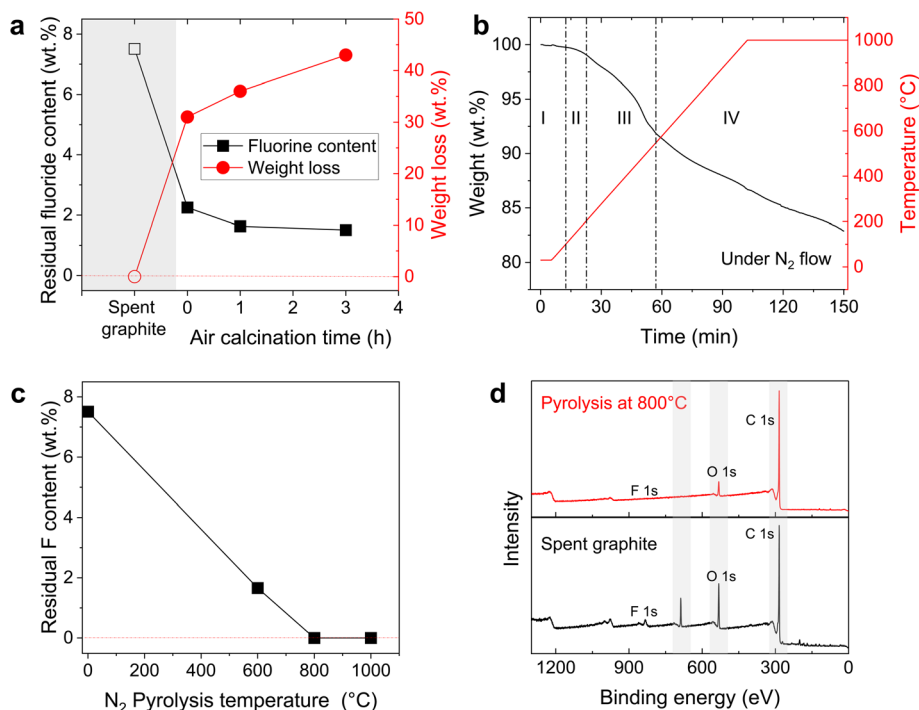 a
Residual fluoride content (wt.%)
8
6
4
2
0
50
40
30
20
10
0
Weight loss (wt.%)
Fluorine content
Weight loss
Spent
graphite
0 1 2 3 4
Air calcination time (h)
b
Weight (wt.%)
100
95
90
85
80
I II III IV
Under N₂ flow
1000
800
600
400
200
0
Temperature (°C)
0 30 60 90 120 150
Time (min)
c
Residual F content (wt.%)
8
6
4
2
0
0 200 400 600 800 1000
N₂ Pyrolysis temperature (°C)
d
Intensity
Pyrolysis at 800°C
C 1s
O 1s
F 1s
Spent graphite
C 1s
O 1s
F 1s
1200 900 600 300 0
Binding energy (eV)